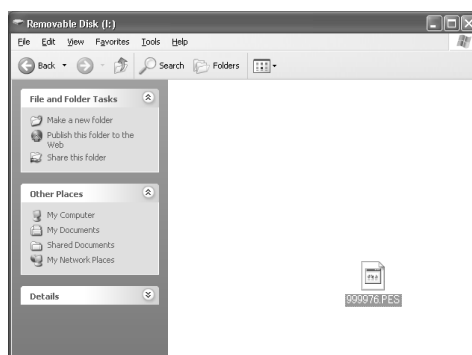 Removable Disk (I:)
File Edit View Favorites Tools Help
Back Search Folders
File and Folder Tasks
Make a new folder
Publish this folder to the
Web
Share this folder
Other Places
My Computer
My Documents
Shared Documents
My Network Places
Details
999976.PES